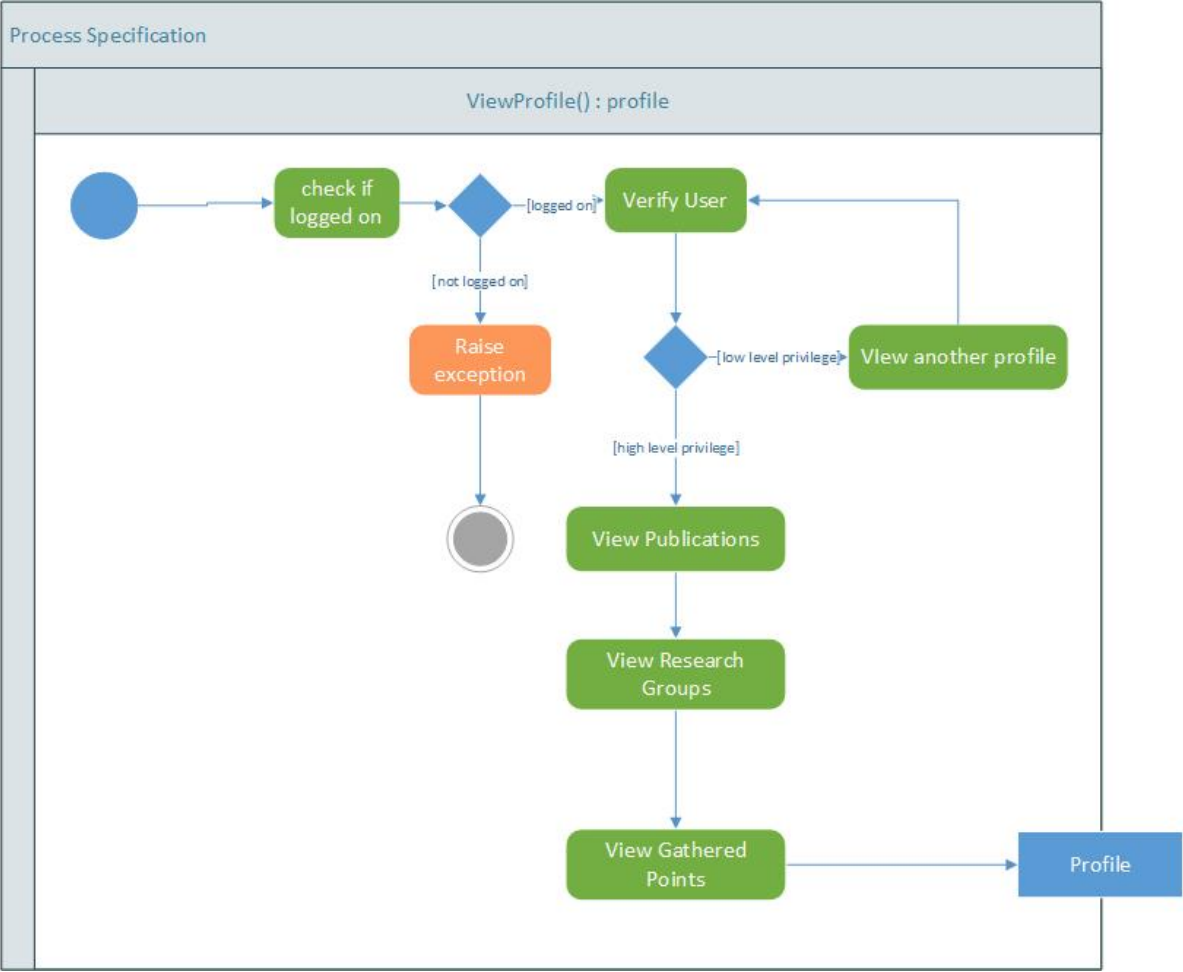 Process Specification
ViewProfile() : profile
check if
logged on
[logged on]
Verify User
[not logged on]
Raise
exception
[low level privilege]
VIew another profile
[high level privilege]
View Publications
View Research
Groups
View Gathered
Points
Profile